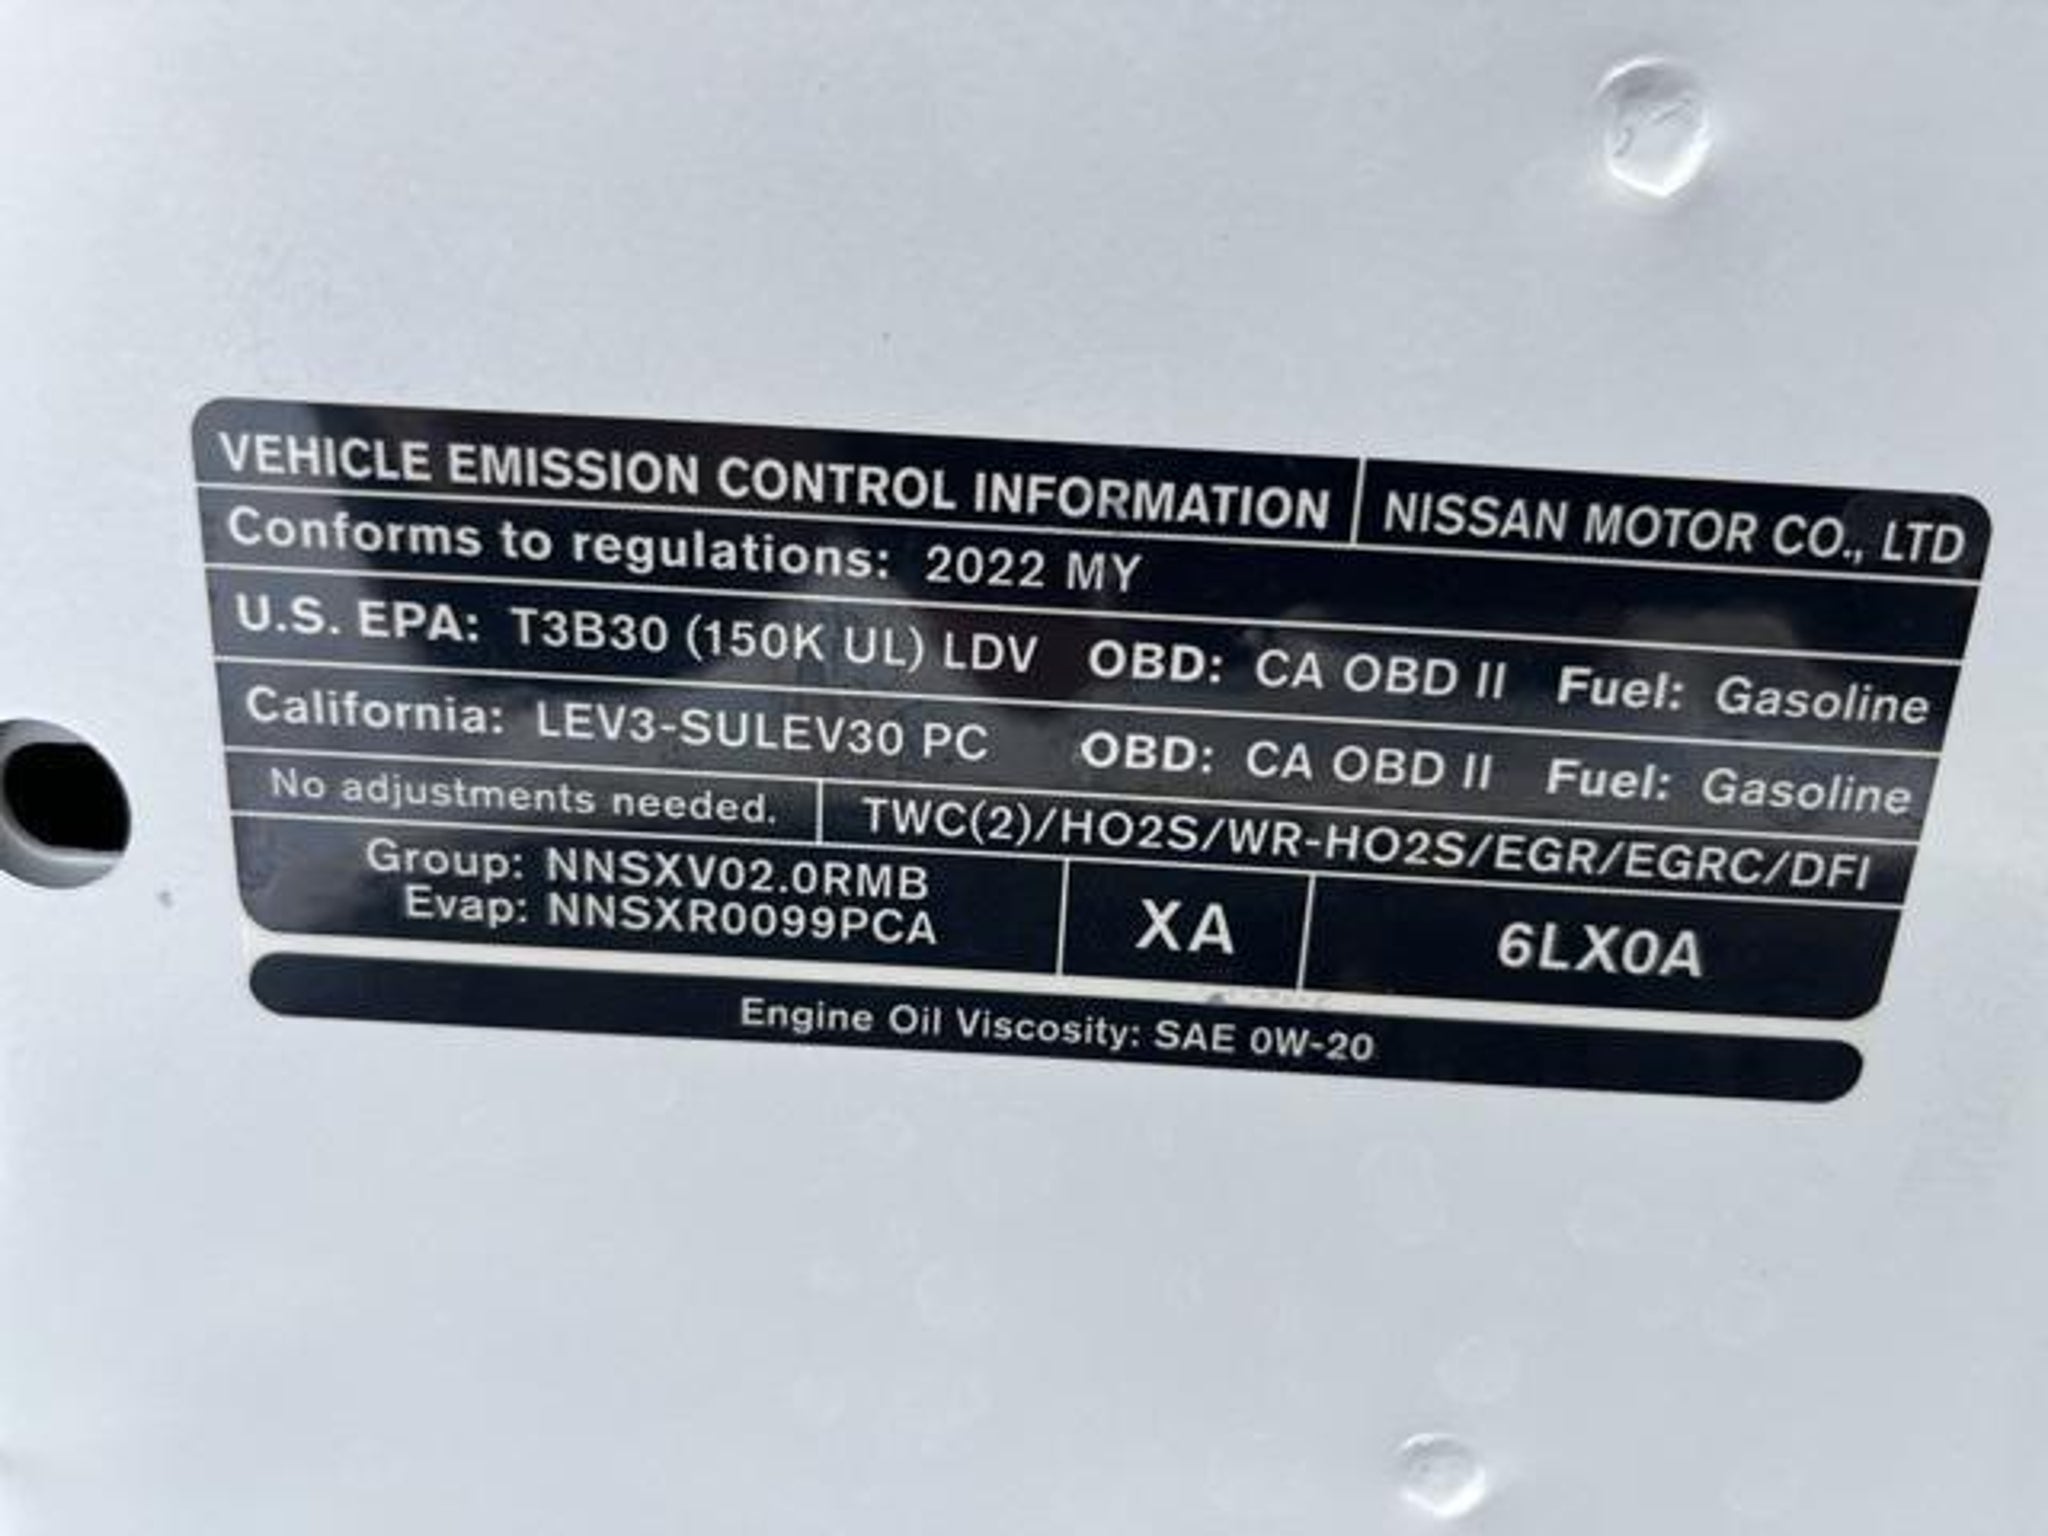 VEHICLE EMISSION CONTROL INFORMATION NISSAN MOTOR CO., LTD
Conforms to regulations: 2022 MY
U.S. EPA: T3B30 (150K UL) LDV OBD: CA OBD II Fuel: Gasoline
California: LEV3-SULEV30 PC OBD: CA OBD II Fuel: Gasoline
No adjustments needed. TWC(2)/HO2S/WR-HO2S/EGR/EGRC/DFI
Group: NNSXV02.0RMB
Evap: NNSXR0099PCA
XA
6LX0A
Engine Oil Viscosity: SAE 0W-20